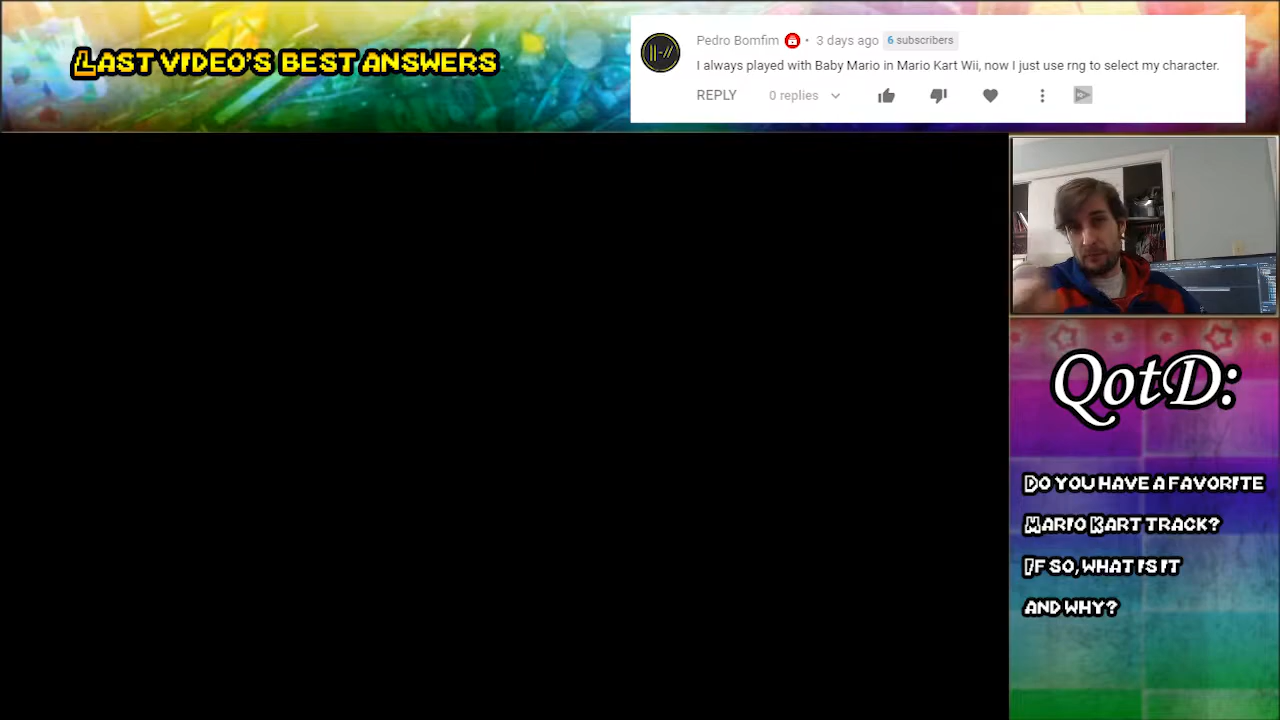 LAST VIDEO'S BEST ANSWERS
Pedro Bomfim • 3 days ago 6 subscribers
I always played with Baby Mario in Mario Kart Wii, now I just use rng to select my character.
REPLY 0 replies
QotD:
DO YOU HAVE A FAVORITE
MARIO KART TRACK?
IF SO, WHAT IS IT
AND WHY?